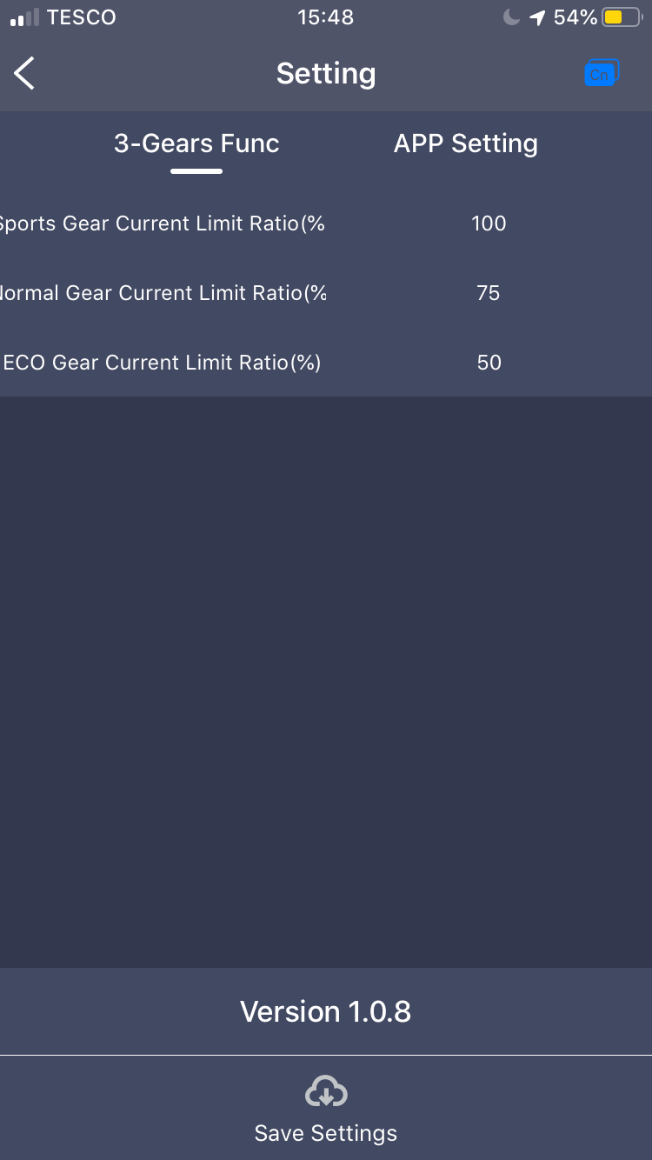 TESCO 15:48 54%
Setting Cn
3-Gears Func APP Setting
Sports Gear Current Limit Ratio(% 100
Normal Gear Current Limit Ratio(% 75
ECO Gear Current Limit Ratio(%) 50
Version 1.0.8
Save Settings